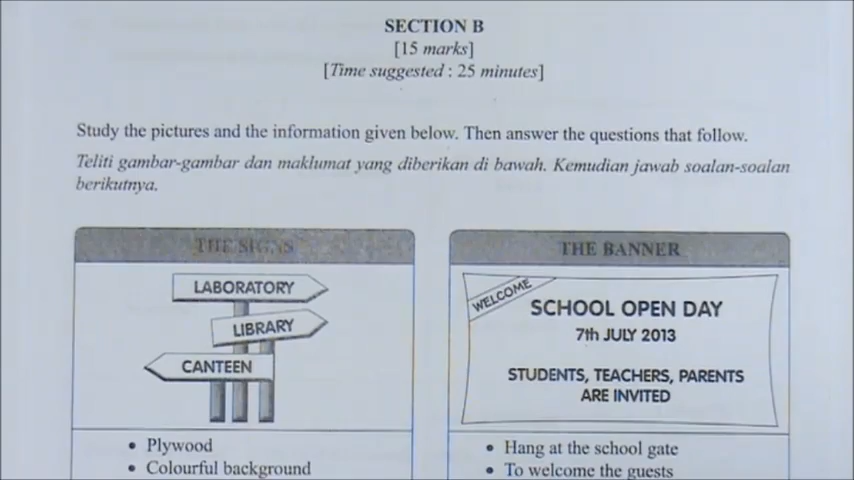 SECTION B
[15 marks]
[Time suggested : 25 minutes]
Study the pictures and the information given below. Then answer the questions that follow.
Teliti gambar-gambar dan maklumat yang diberikan di bawah. Kemudian jawab soalan-soalan
berikutnya.
THE SIGNS
LABORATORY
LIBRARY
CANTEEN
• Plywood
• Colourful background
THE BANNER
WELCOME
SCHOOL OPEN DAY
7th JULY 2013
STUDENTS, TEACHERS, PARENTS
ARE INVITED
• Hang at the school gate
• To welcome the guests